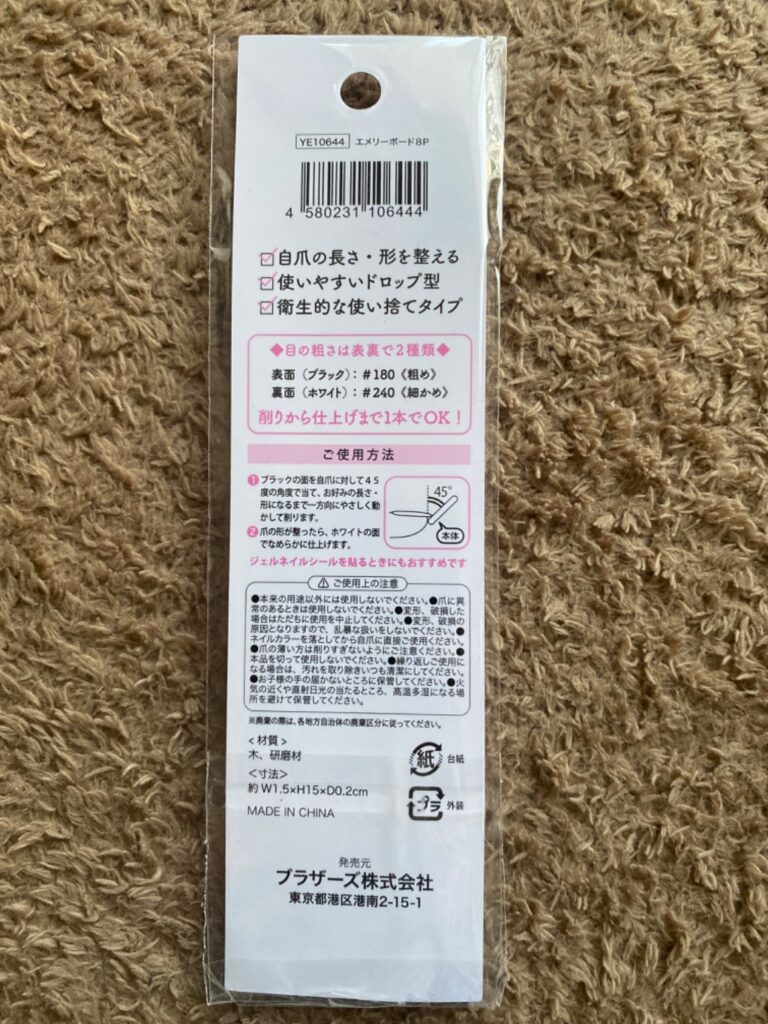 YE10644 エメリーボード8P
4 580231 106444
自爪の長さ・形を整える
使いやすいドロップ型
衛生的な使い捨てタイプ
◆目の粗さは表裏で2種類◆
表面（ブラック）：＃180《粗め》
裏面（ホワイト）：＃240《細かめ》
削りから仕上げまで1本でOK！
ご使用方法
1 ブラックの面を自爪に対して45
度の角度で当て、お好みの長さ・
形になるまで一方向にやさしく動
かして削ります。
2 爪の形が整ったら、ホワイトの面
でなめらかに仕上げます。
45°
本体
ジェルネイルシールを貼るときにもおすすめです
⚠ ご使用上の注意
●本来の用途以外には使用しないでください。●爪に異
常のあるときは使用しないでください。●変形、破損した
場合はただちに使用を中止してください。●変形、破損の
原因となりますので、乱暴な扱いをしないでください。●
ネイルカラーを落としてから自爪に直接ご使用ください。
●爪の薄い方は削りすぎないようにご注意ください。●
本品を切って使用しないでください。●繰り返しご使用に
なる場合は、汚れを取り除きいつも清潔にしてください。
●お子様の手の届かないところに保管してください。●火
気の近くや直射日光の当たるところ、高温多湿になる場
所を避けて保管してください。
※廃棄の際は、各地方自治体の廃棄区分に従ってください。
<材質>
木、研磨材
<寸法>
約W1.5×H15×D0.2cm
MADE IN CHINA
紙 台紙
プラ 外装
発売元
ブラザーズ株式会社
東京都港区港南2-15-1